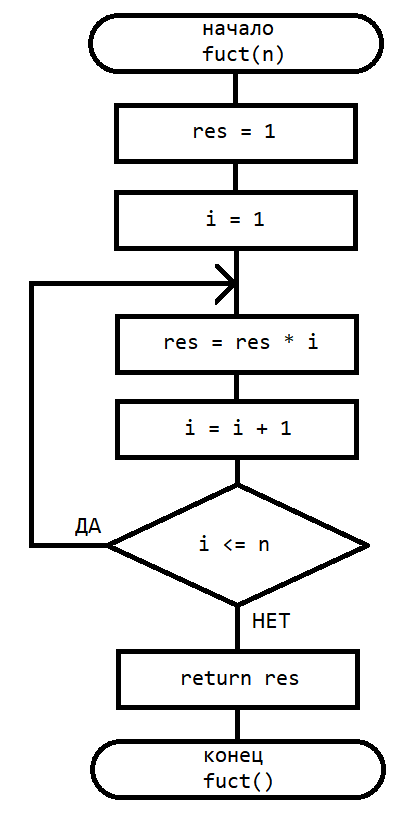 начало
fuct(n)
res = 1
i = 1
res = res * i
i = i + 1
ДА
i <= n
НЕТ
return res
конец
fuct()